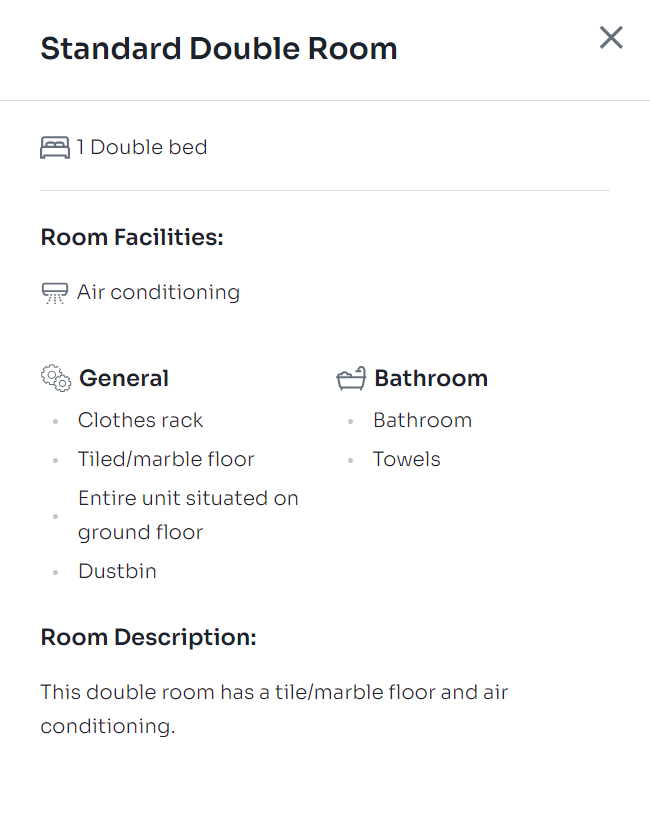 Standard Double Room
1 Double bed
Room Facilities:
Air conditioning
General
Clothes rack
Tiled/marble floor
Entire unit situated on
ground floor
Dustbin
Bathroom
Bathroom
Towels
Room Description:
This double room has a tile/marble floor and air
conditioning.